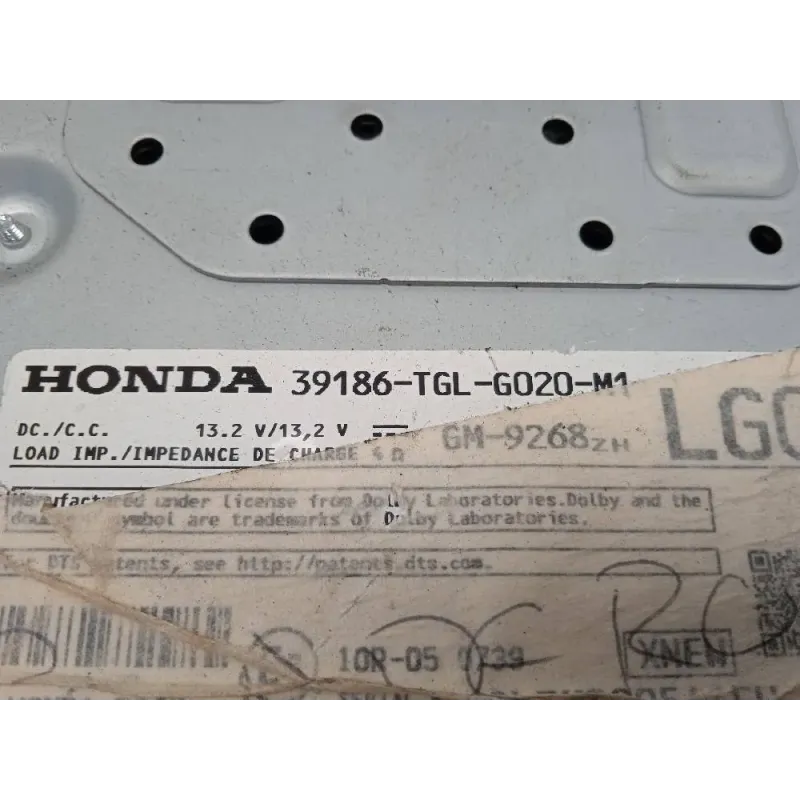 HONDA 39186-TGL-G020-M1
DC./C.C. 13.2 V/13,2 V GM-9268ZH LG
LOAD IMP./IMPEDANCE DE CHARGE 4 Ω
Manufactured under license from Dolby Laboratories.Dolby and the
symbol are trademarks of Dolby Laboratories.
DTS patents, see http://patents.dts.com.
10R-05 0739 XNEW